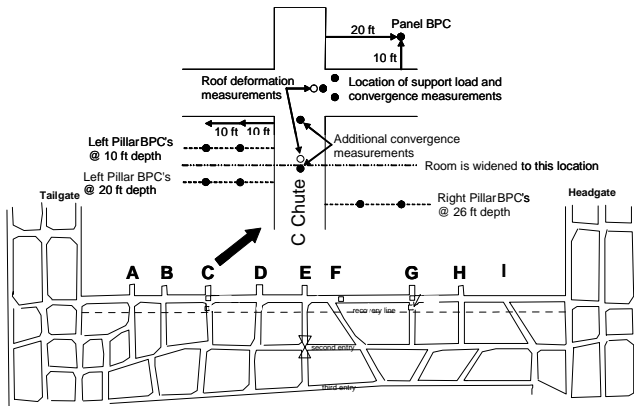 20 ft
Panel BPC
10 ft
Roof deformation
measurements
Location of support load and
convergence measurements
10 ft 10 ft
Left Pillar BPC's
@ 10 ft depth
Additional convergence
measurements
Room is widened to this location
Left Pillar BPC's
@ 20 ft depth
C Chute
Right Pillar BPC's
@ 26 ft depth
Tailgate
Headgate
A B C D E F G H I
recovery line
second entry
third entry